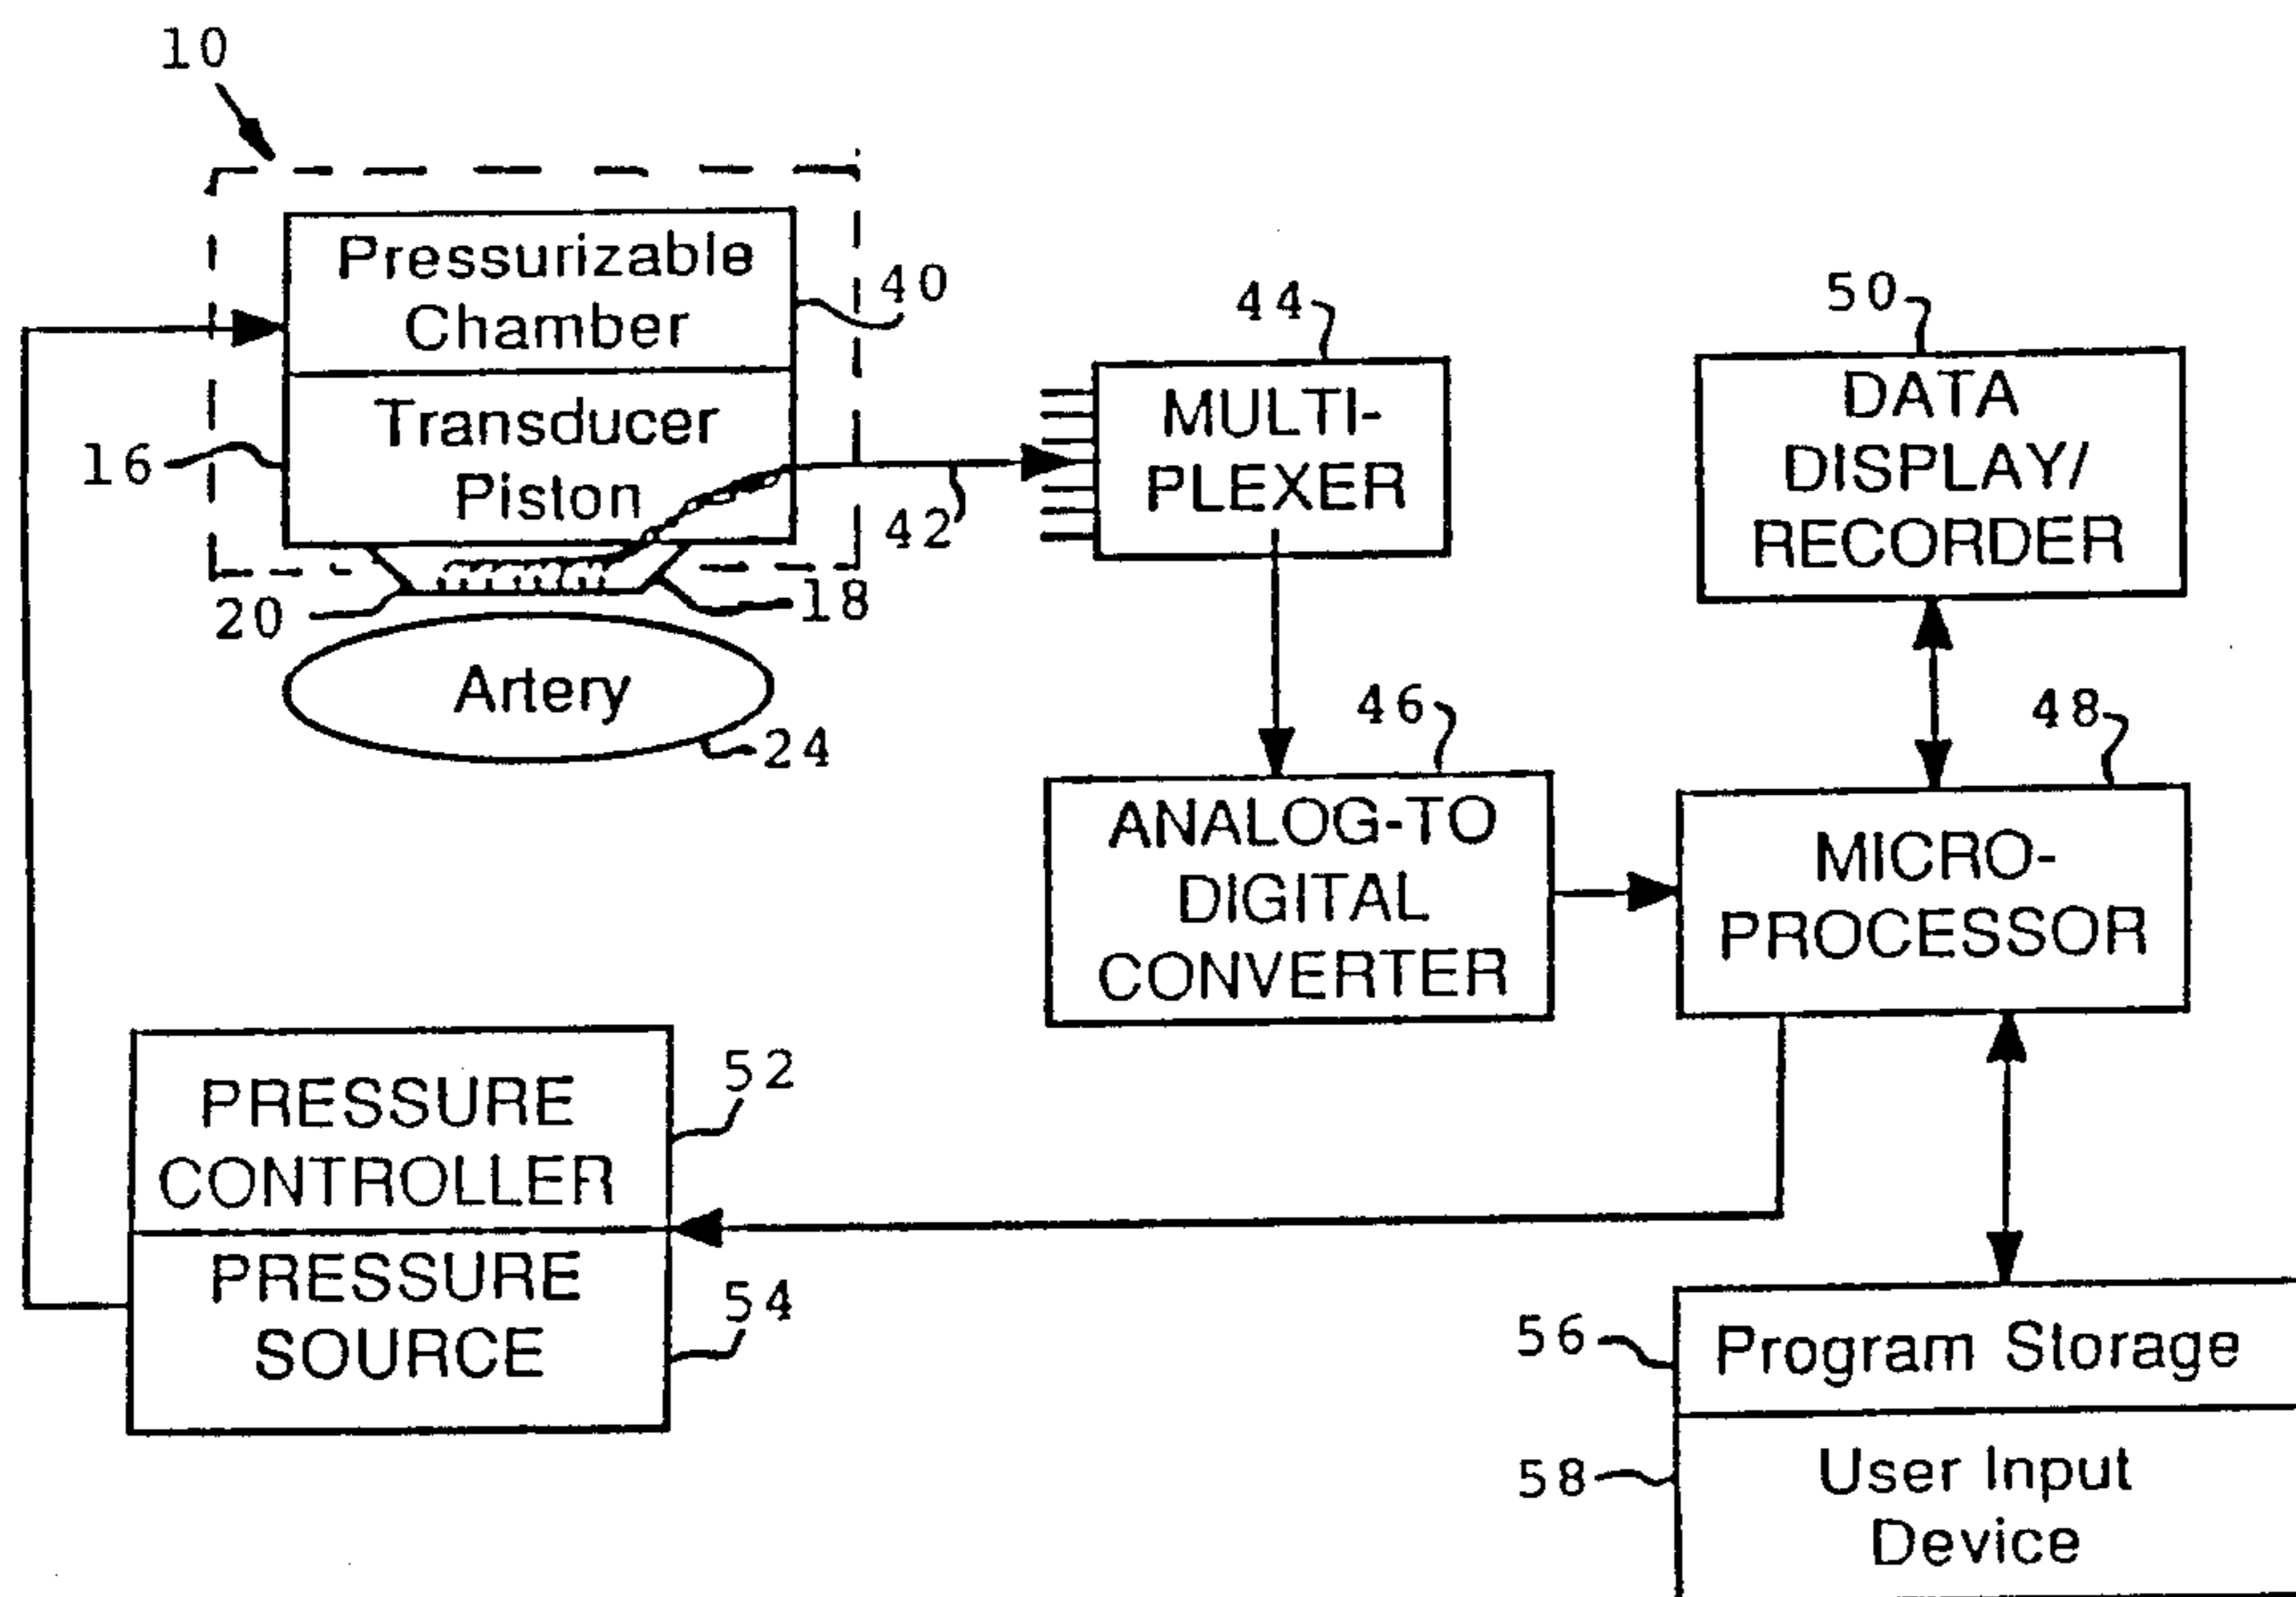 10
Pressurizable
Chamber
40
Transducer
Piston
16
42
20
18
Artery
24
44
MULTI-
PLEXER
50
DATA
DISPLAY/
RECORDER
46
ANALOG-TO
DIGITAL
CONVERTER
48
MICRO-
PROCESSOR
PRESSURE
CONTROLLER
52
PRESSURE
SOURCE
54
56
Program Storage
58
User Input
Device